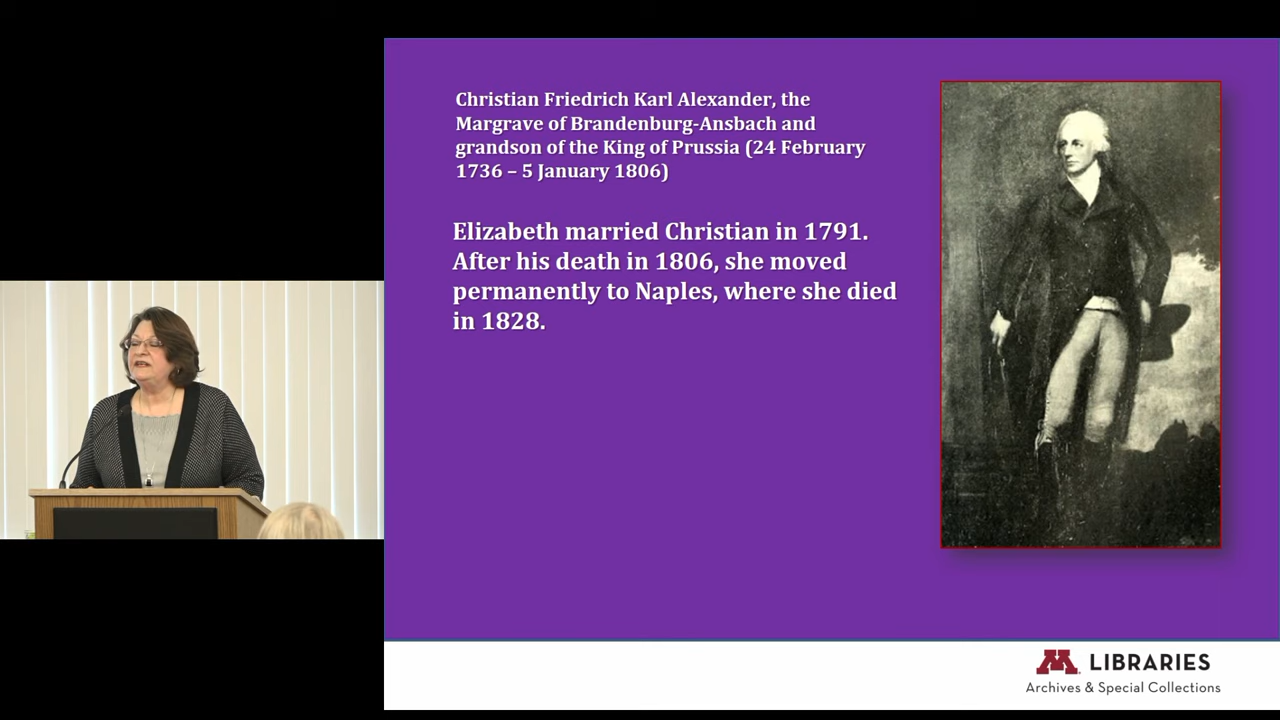 Christian Friedrich Karl Alexander, the
Margrave of Brandenburg-Ansbach and
grandson of the King of Prussia (24 February
1736 – 5 January 1806)
Elizabeth married Christian in 1791.
After his death in 1806, she moved
permanently to Naples, where she died
in 1828.
M LIBRARIES
Archives & Special Collections